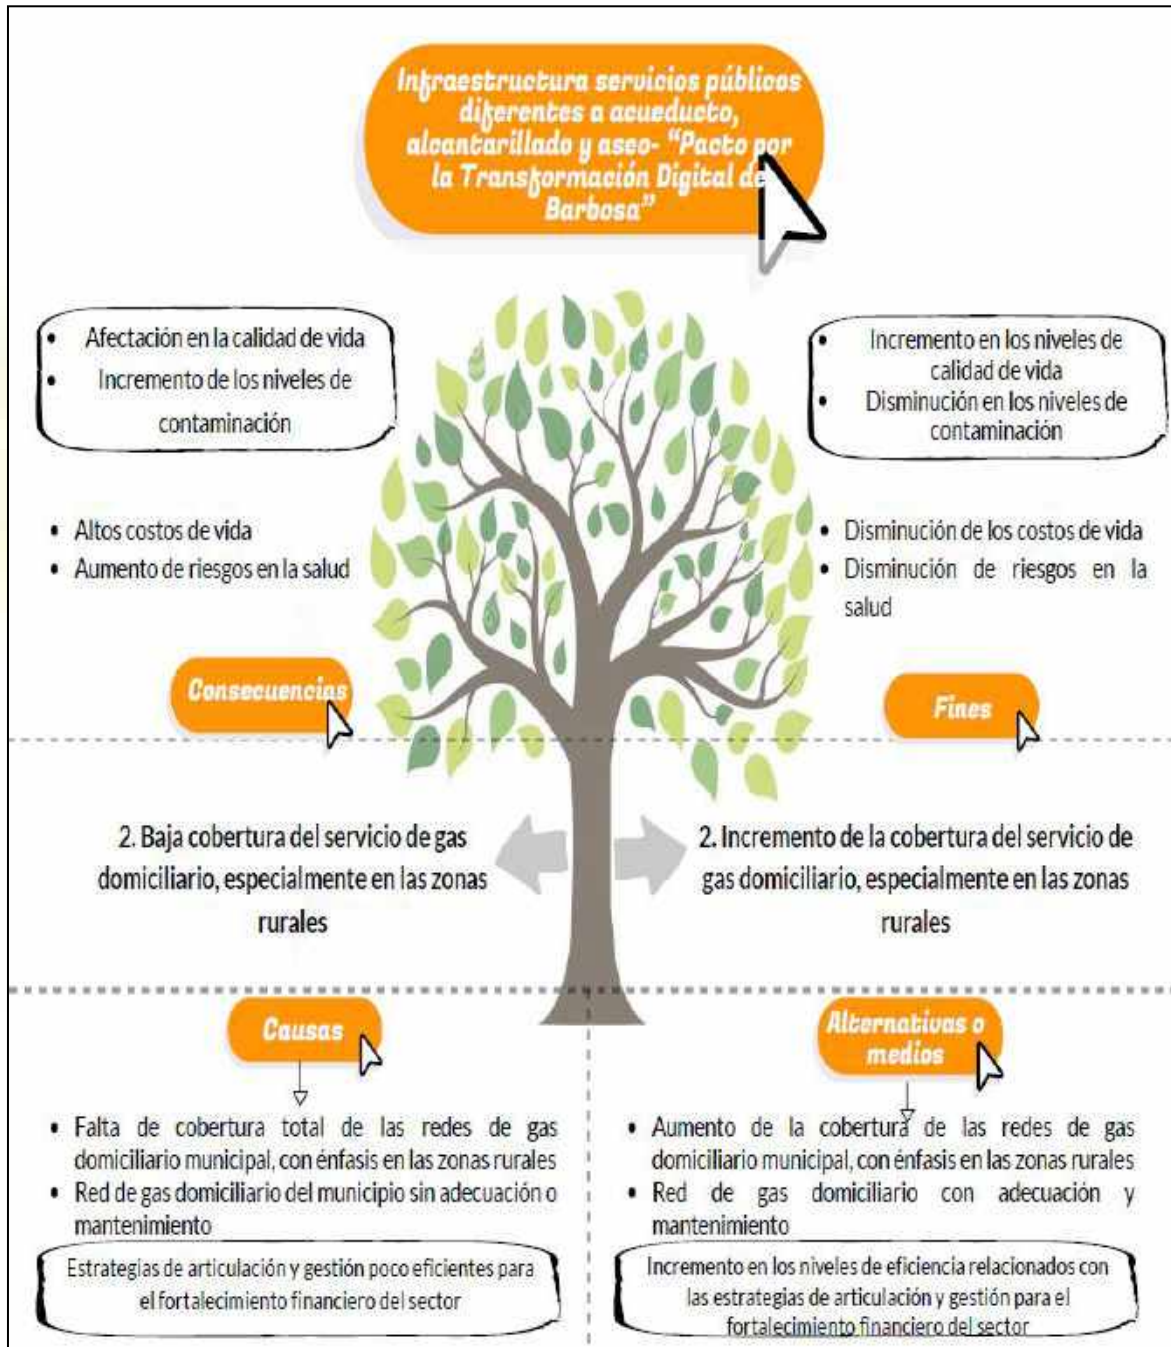 Infraestructura servicios públicos
diferentes a acueducto,
alcantarillado y aseo- “Pacto por
la Transformación Digital de
Barbosa”
• Afectación en la calidad de vida
• Incremento de los niveles de
contaminación
• Incremento en los niveles de
calidad de vida
• Disminución en los niveles de
contaminación
• Altos costos de vida
• Aumento de riesgos en la salud
• Disminución de los costos de vida
• Disminución de riesgos en la
salud
Consecuencias
Fines
2. Baja cobertura del servicio de gas
domiciliario, especialmente en las zonas
rurales
2. Incremento de la cobertura del servicio de
gas domiciliario, especialmente en las zonas
rurales
Causas
• Falta de cobertura total de las redes de gas
domiciliario municipal, con énfasis en las zonas rurales
• Red de gas domiciliario del municipio sin adecuación o
mantenimiento
Estrategias de articulación y gestión poco eficientes para
el fortalecimiento financiero del sector
Alternativas o
medios
• Aumento de la cobertura de las redes de gas
domiciliario municipal, con énfasis en las zonas rurales
• Red de gas domiciliario con adecuación y
mantenimiento
Incremento en los niveles de eficiencia relacionados con
las estrategias de articulación y gestión para el
fortalecimiento financiero del sector